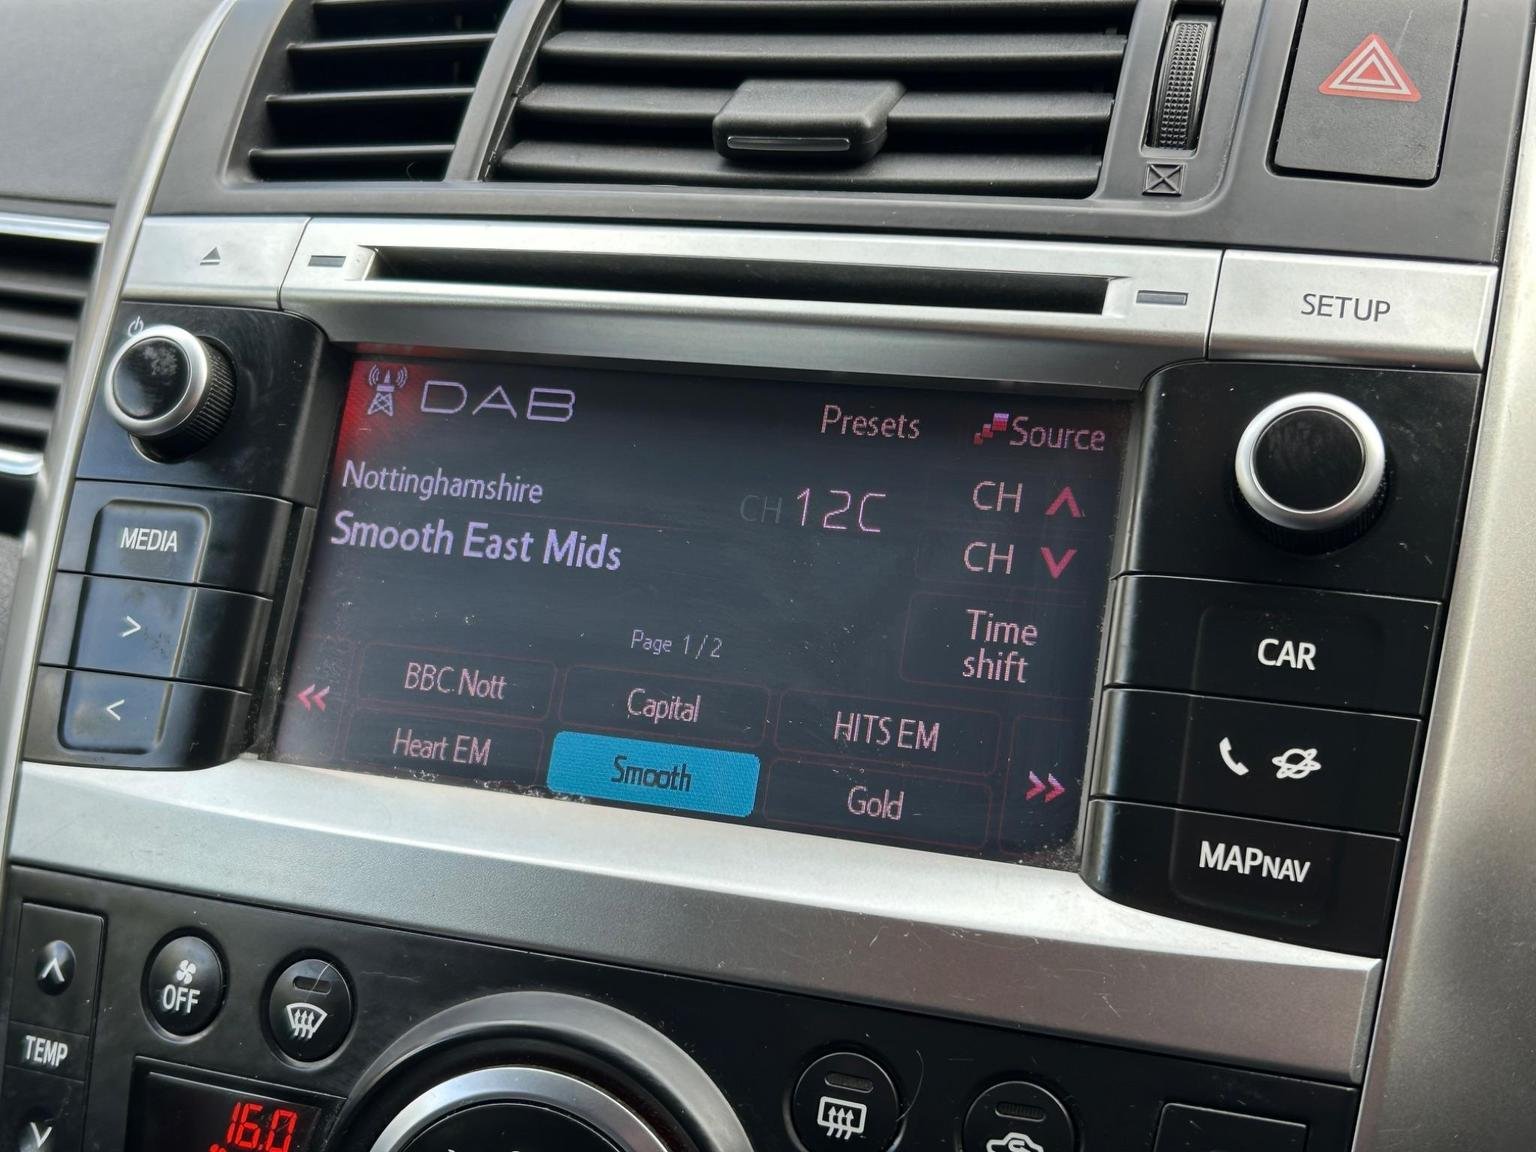 SETUP
DAB
Presets
Source
Nottinghamshire
CH 12C
CH
Smooth East Mids
CH
MEDIA
>
<
Time
shift
Page 1/2
BBC Nott
Capital
HITS EM
Heart EM
Smooth
Gold
CAR
MAPNAV
OFF
TEMP
16.0